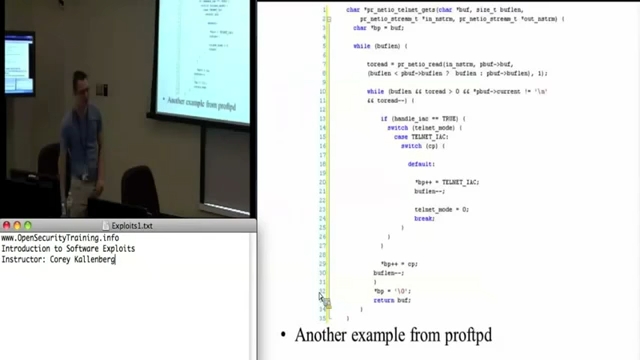 char *pr_netio_telnet_gets(char *buf, size_t buflen,
pr_netio_stream_t *in_nstrm, pr_netio_stream_t *out_nstrm) {
char *bp = buf;
while (buflen) {
toread = pr_netio_read(in_nstrm, pbuf->buf,
(buflen < pbuf->buflen ? buflen : pbuf->buflen), 1);
while (buflen && toread > 0 && *pbuf->current != '\n'
&& toread--) {
if (handle_iac == TRUE) {
switch (telnet_mode) {
case TELNET_IAC:
switch (cp) {
default:
*bp++ = TELNET_IAC;
buflen--;
telnet_mode = 0;
break;
}
}
}
*bp++ = cp;
buflen--;
}
*bp = '\0';
return buf;
}
}
• Another example from proftpd
• Another example from proftpd
Exploits1.txt
www.OpenSecurityTraining.info
Introduction to Software Exploits
Instructor: Corey Kallenberg